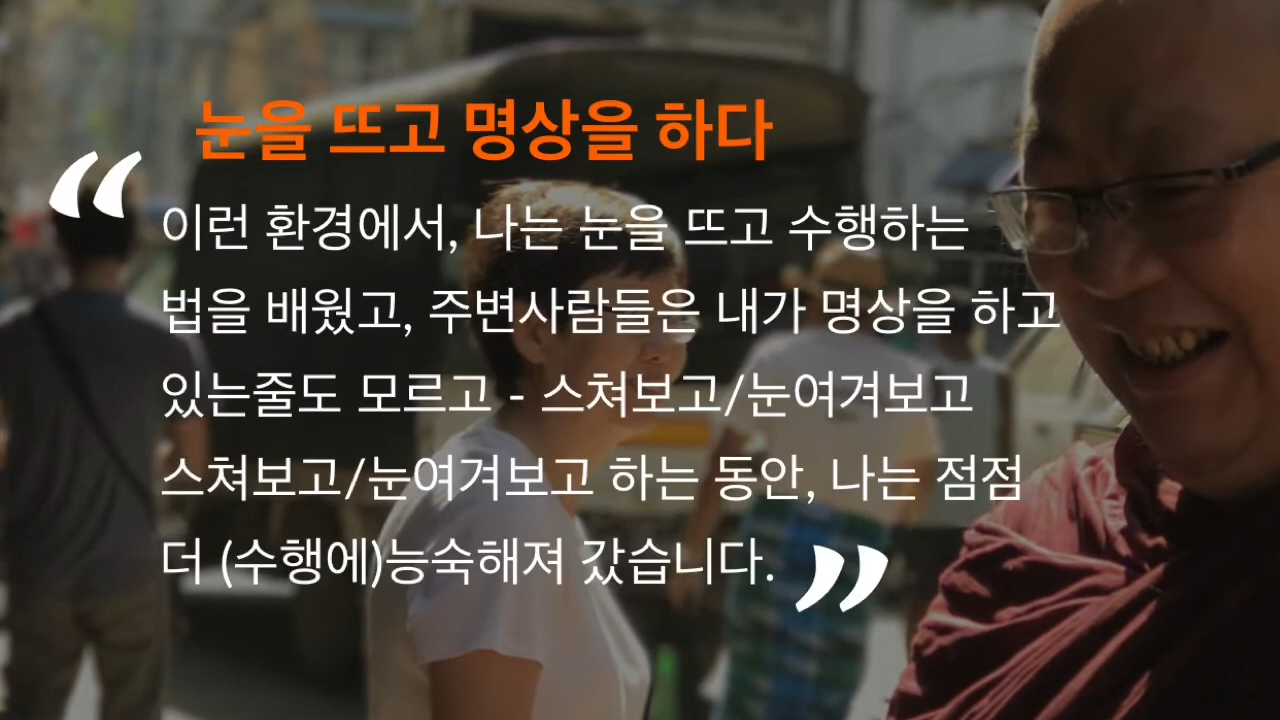 눈을 뜨고 명상을 하다
“ 이런 환경에서, 나는 눈을 뜨고 수행하는
법을 배웠고, 주변사람들은 내가 명상을 하고
있는줄도 모르고 - 스쳐보고/눈여겨보고
스쳐보고/눈여겨보고 하는 동안, 나는 점점
더 (수행에)능숙해져 갔습니다. ”